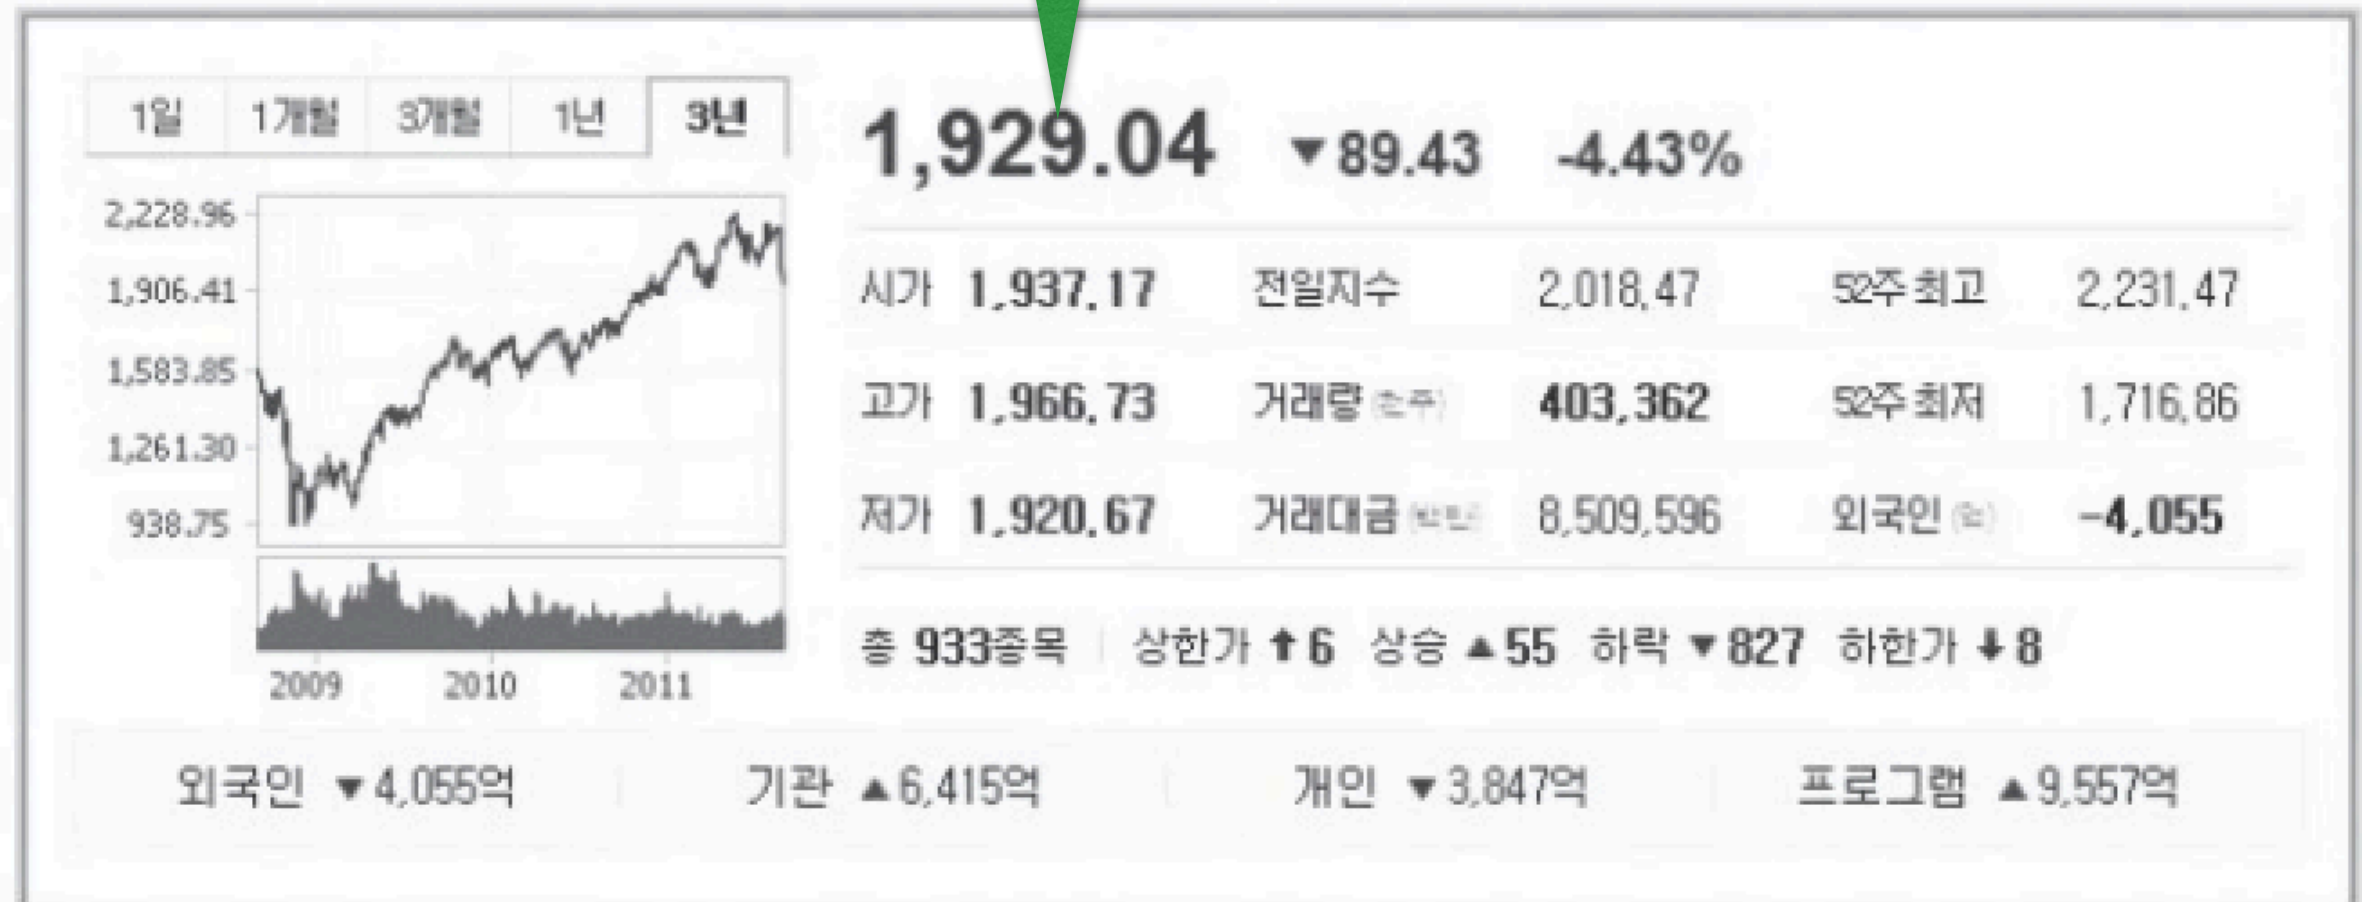 1일 1개월 3개월 1년 3년
1,929.04 ▼89.43 -4.43%
2,228.96
1,906.41
1,583.85
1,261.30
938.75
2009 2010 2011
시가 1,937.17 전일지수 2,018.47 52주최고 2,231.47
고가 1,966.73 거래량 (천주) 403,362 52주최저 1,716.86
저가 1,920.67 거래대금 (백만) 8,509,596 외국인 (억) -4,055
총 933종목 상한가 ⬆6 상승 ▲55 하락 ▼827 하한가 ⬇8
외국인 ▼4,055억 기관 ▲6,415억 개인 ▼3,847억 프로그램 ▲9,557억